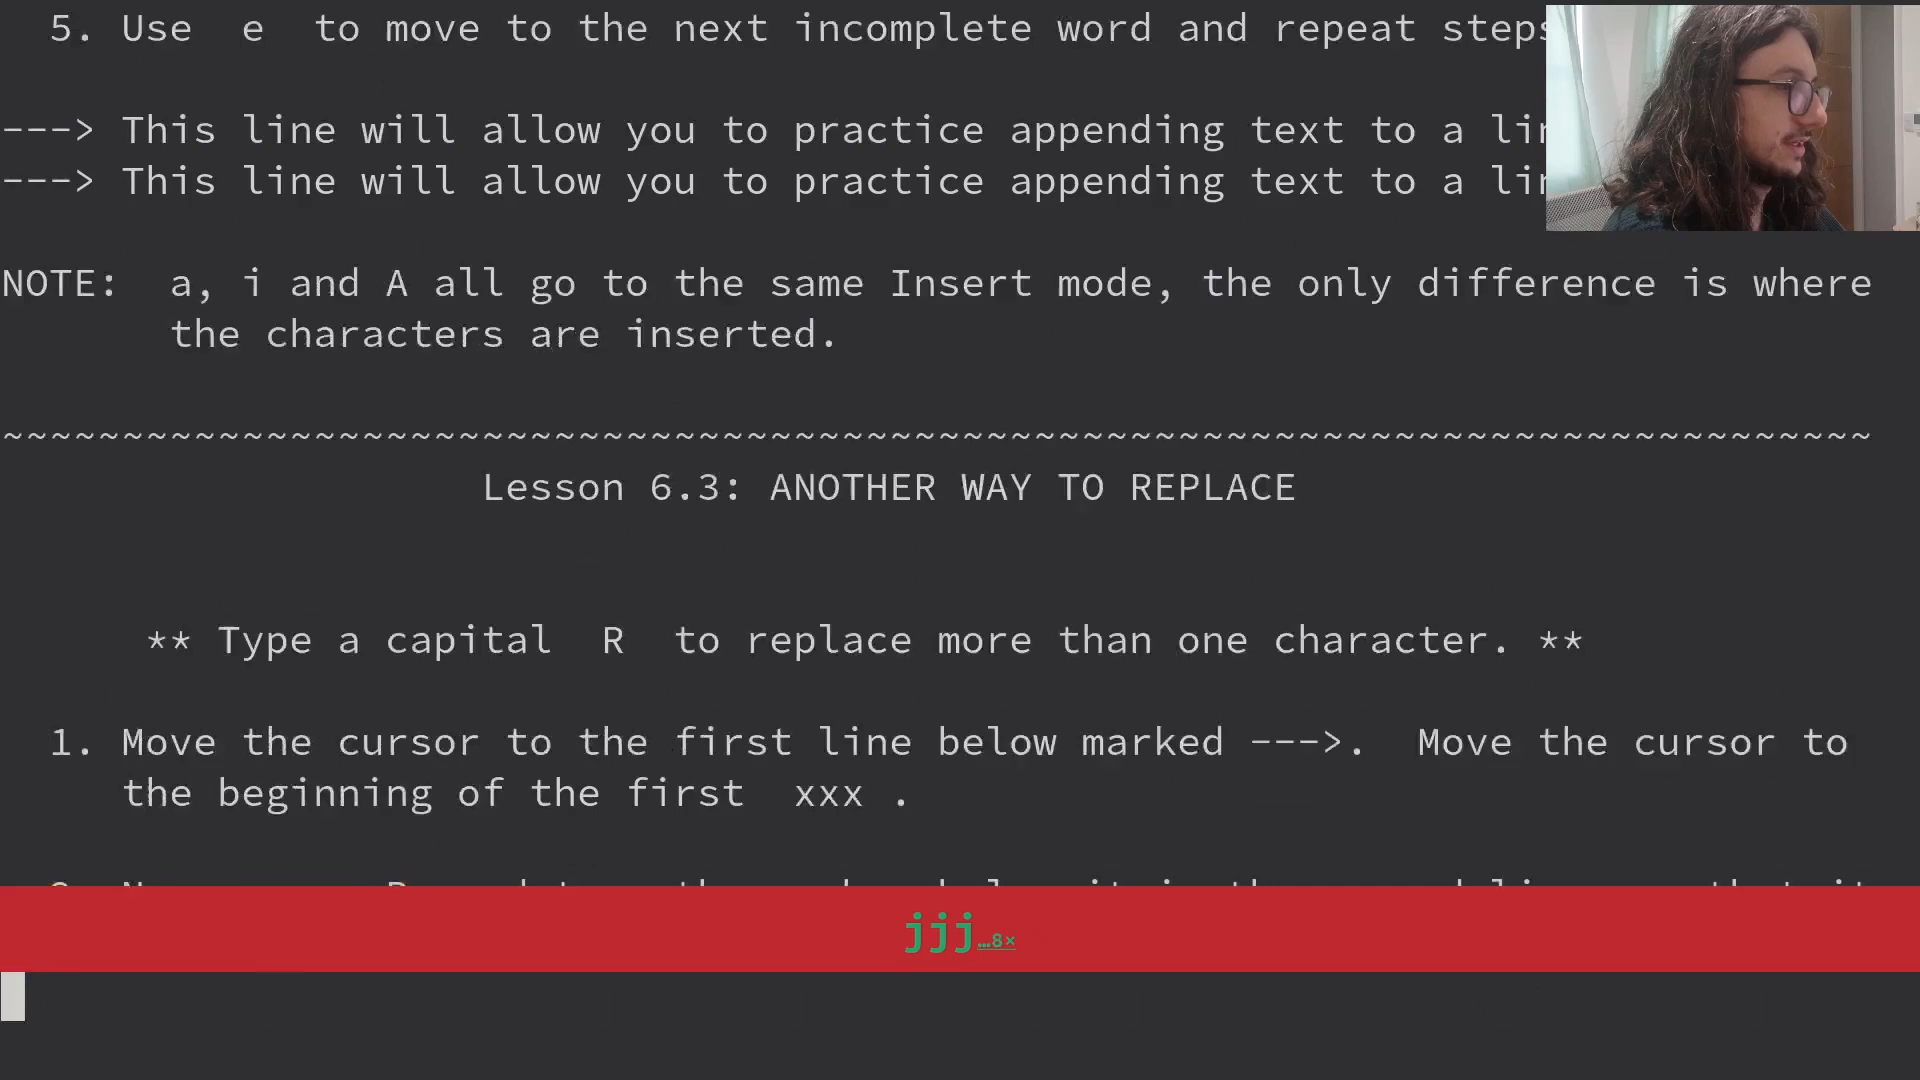 5. Use e to move to the next incomplete word and repeat steps
---> This line will allow you to practice appending text to a
---> This line will allow you to practice appending text to a
NOTE: a, i and A all go to the same Insert mode, the only difference is where
the characters are inserted.
~~~~~~~~~~~~~~~~~~~~~~~~~~~~~~~~~~~~~~~~~~~~~~~~~~~~~~~~~~~~~~~~~~~~~~~~~~~~~~
Lesson 6.3: ANOTHER WAY TO REPLACE
** Type a capital R to replace more than one character. **
1. Move the cursor to the first line below marked --->. Move the cursor to
the beginning of the first xxx .
jjj…8×